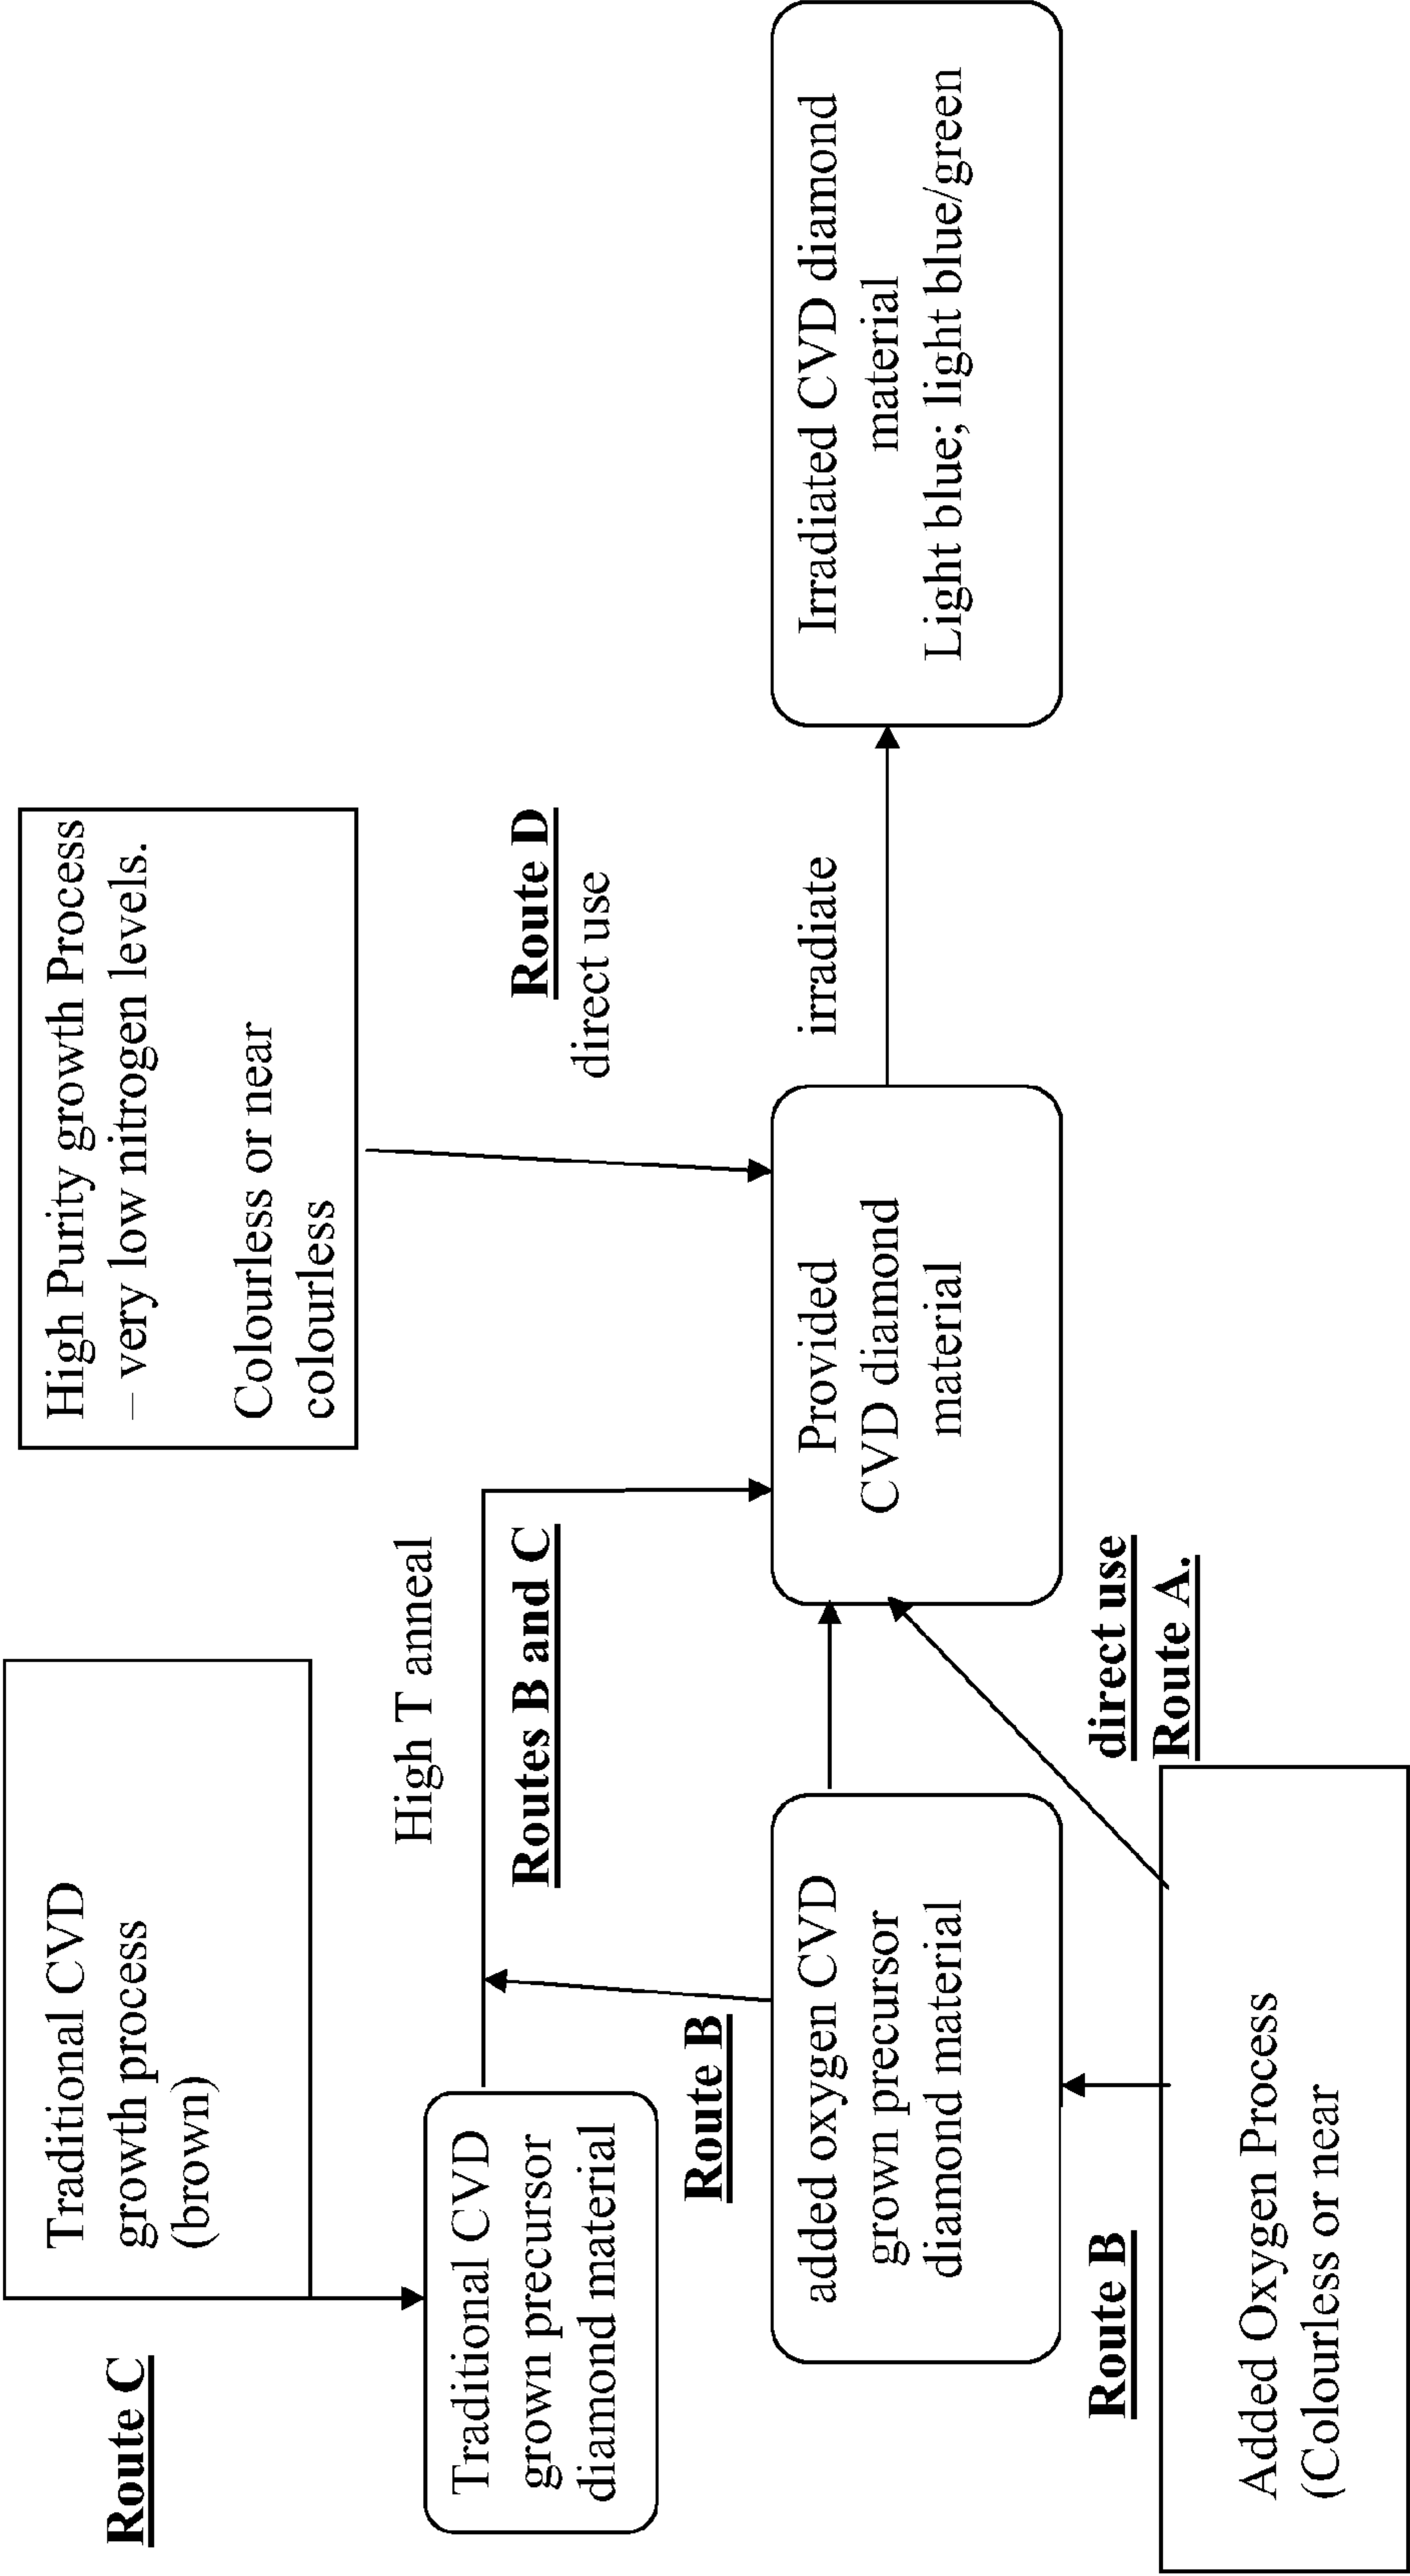 Route C
Traditional CVD
growth process
(brown)
High Purity growth Process
– very low nitrogen levels.
Colourless or near
colourless
High T anneal
Routes B and C
Route D
direct use
Traditional CVD
grown precursor
diamond material
Route B
added oxygen CVD
grown precursor
diamond material
Provided
CVD diamond
material
irradiate
Irradiated CVD diamond
material
Light blue; light blue/green
Route B
direct use
Route A.
Added Oxygen Process
(Colourless or near